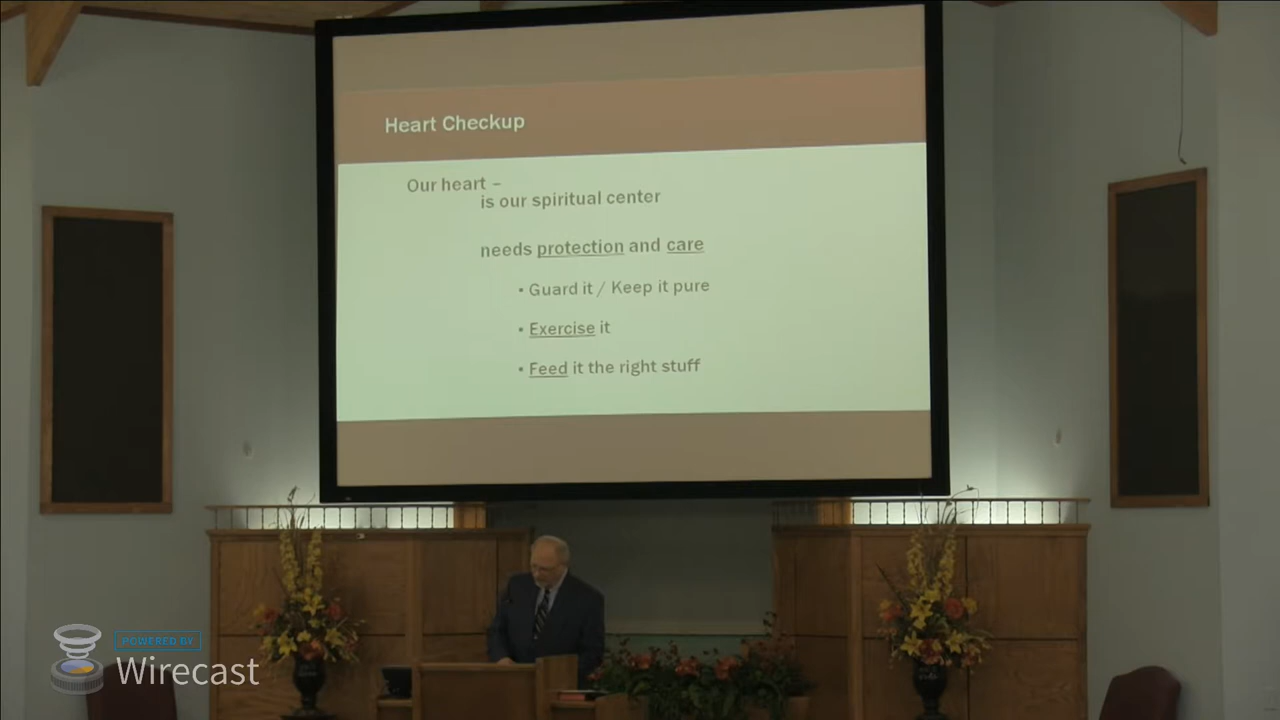 Heart Checkup
Our heart –
is our spiritual center
needs protection and care
• Guard it / Keep it pure
• Exercise it
• Feed it the right stuff
POWERED BY
Wirecast